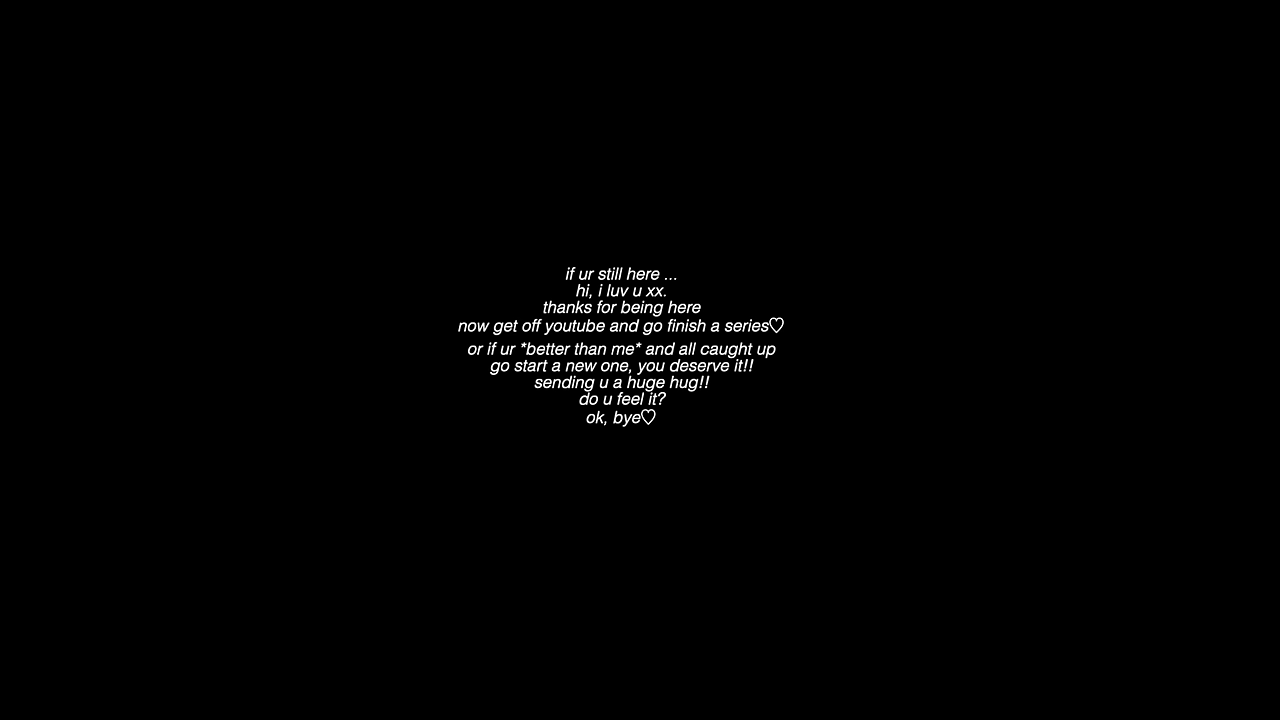 if ur still here ...
hi, i luv u xx.
thanks for being here
now get off youtube and go finish a series♡
or if ur *better than me* and all caught up
go start a new one, you deserve it!!
sending u a huge hug!!
do u feel it?
ok, bye♡